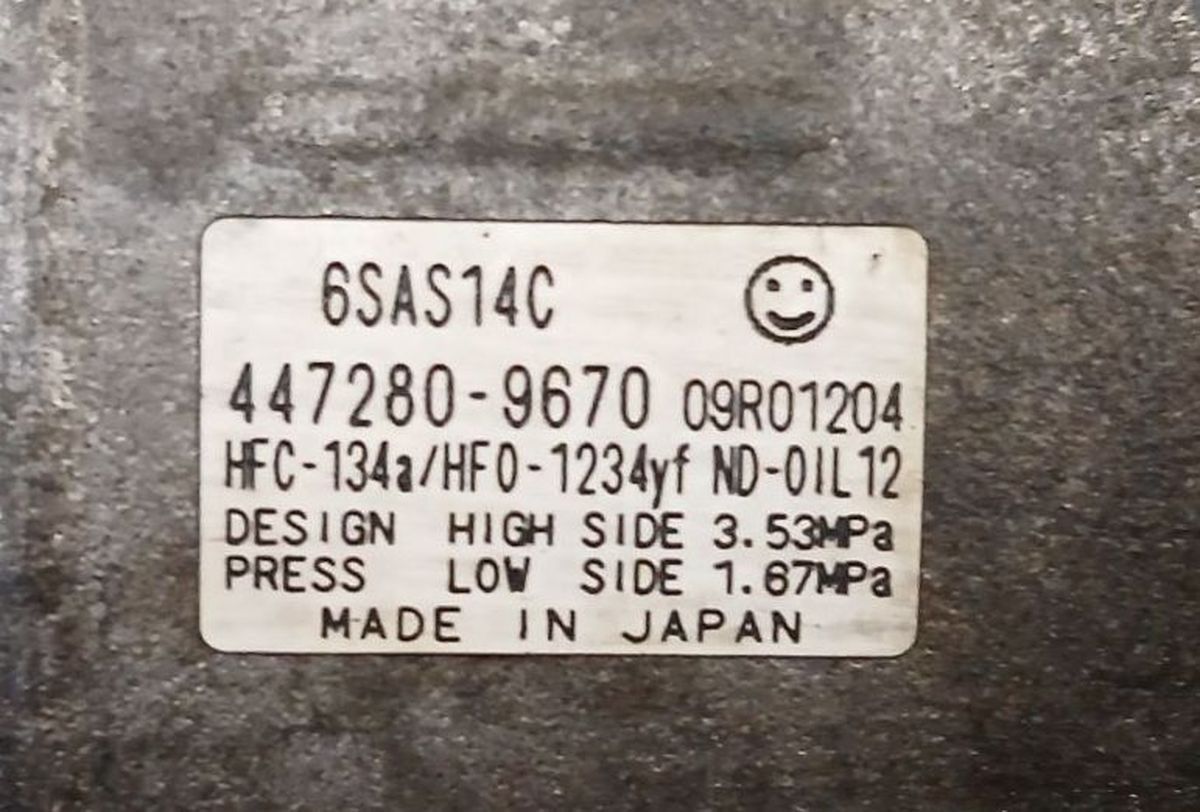 6SAS14C
447280-9670 09R01204
HFC-134a/HFO-1234yf ND-OIL12
DESIGN HIGH SIDE 3.53MPa
PRESS LOW SIDE 1.67MPa
MADE IN JAPAN